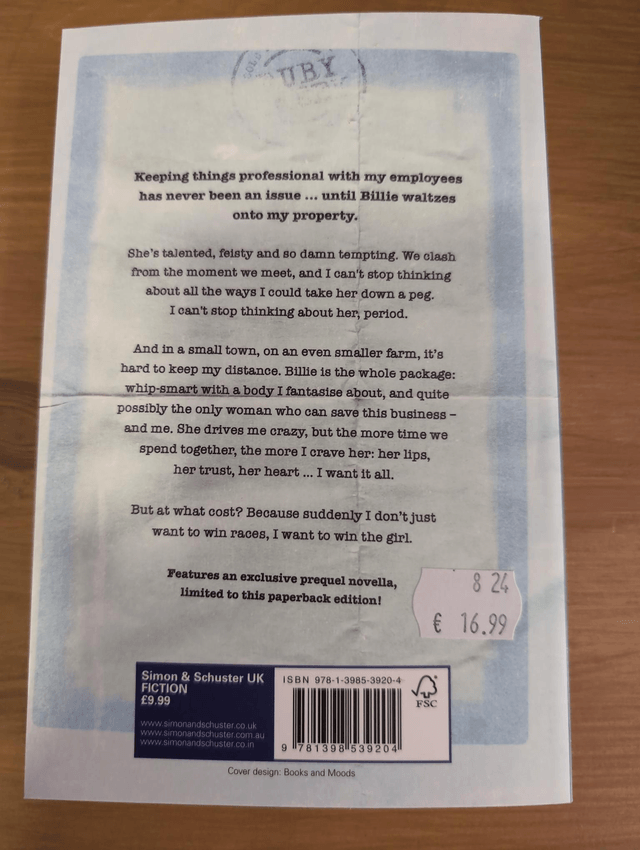 UBY
Keeping things professional with my employees
has never been an issue ... until Billie waltzes
onto my property.
She's talented, feisty and so damn tempting. We clash
from the moment we meet, and I can't stop thinking
about all the ways I could take her down a peg.
I can't stop thinking about her, period.
And in a small town, on an even smaller farm, it's
hard to keep my distance. Billie is the whole package:
whip-smart with a body I fantasise about, and quite
possibly the only woman who can save this business –
and me. She drives me crazy, but the more time we
spend together, the more I crave her: her lips,
her trust, her heart ... I want it all.
But at what cost? Because suddenly I don't just
want to win races, I want to win the girl.
Features an exclusive prequel novella,
limited to this paperback edition!
8 24
€ 16.99
Simon & Schuster UK
FICTION
£9.99
www.simonandschuster.co.uk
www.simonandschuster.com.au
www.simonandschuster.co.in
ISBN 978-1-3985-3920-4
9 781398 539204
FSC
Cover design: Books and Moods